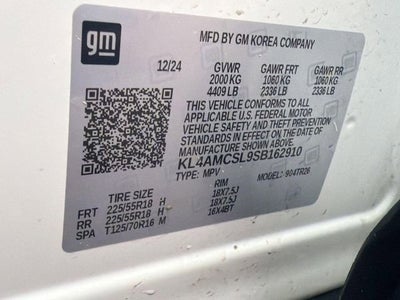 gm
MFD BY GM KOREA COMPANY
12/24 GVWR GAWR FRT GAWR RR
2000 KG 1060 KG 1060 KG
4409 LB 2336 LB 2336 LB
THIS VEHICLE CONFORMS TO ALL
APPLICABLE U.S. FEDERAL MOTOR
VEHICLE SAFETY AND THEFT PREVENTION
STANDARDS IN EFFECT ON THE DATE OF
MANUFACTURE SHOWN ABOVE.
KL4AMCSL9SB162910
TYPE: MPV MODEL: 904TR26
TIRE SIZE RIM
FRT 225/55R18 H 18X7.5J
RR 225/55R18 H 18X7.5J
SPA T125/70R16 M 16X4BT